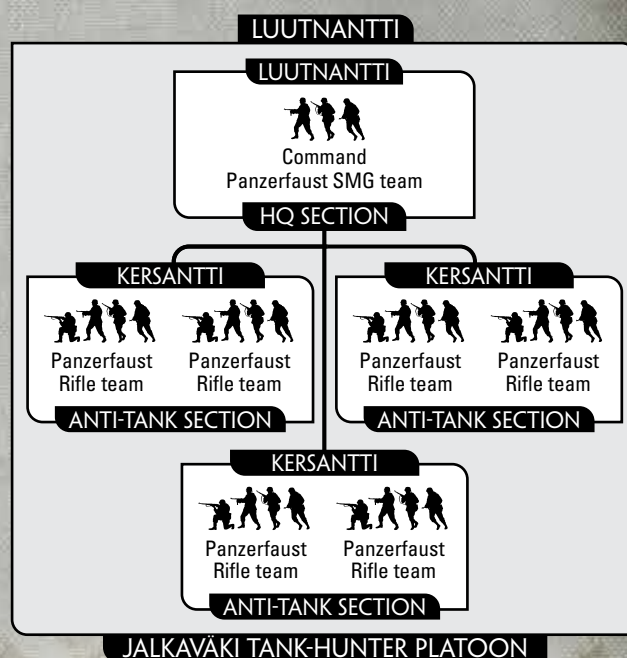 LUUTNANTTI
LUUTNANTTI
Command
Panzerfaust SMG team
HQ SECTION
KERSANTTI
Panzerfaust
Rifle team
Panzerfaust
Rifle team
ANTI-TANK SECTION
KERSANTTI
Panzerfaust
Rifle team
Panzerfaust
Rifle team
ANTI-TANK SECTION
KERSANTTI
Panzerfaust
Rifle team
Panzerfaust
Rifle team
ANTI-TANK SECTION
JALKAVÄKI TANK-HUNTER PLATOON